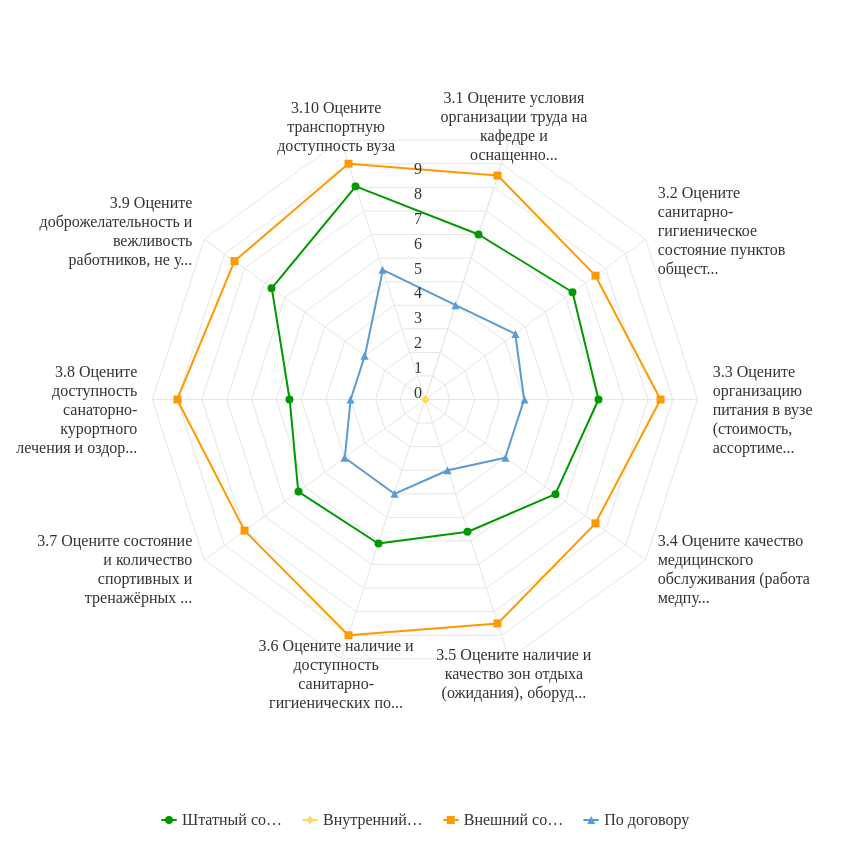 3.10 Оцените
транспортную
доступность вуза
3.1 Оцените условия
организации труда на
кафедре и
оснащенно...
3.2 Оцените
санитарно-
гигиеническое
состояние пунктов
общест...
3.3 Оцените
организацию
питания в вузе
(стоимость,
ассортиме...
3.4 Оцените качество
медицинского
обслуживания (работа
медпу...
3.5 Оцените наличие и
качество зон отдыха
(ожидания), оборуд...
3.6 Оцените наличие и
доступность
санитарно-
гигиенических по...
3.7 Оцените состояние
и количество
спортивных и
тренажёрных ...
3.8 Оцените
доступность
санаторно-
курортного
лечения и оздор...
3.9 Оцените
доброжелательность и
вежливость
работников, не у...
9
8
7
6
5
4
3
2
1
0
Штатный со…
Внутренний…
Внешний со…
По договору